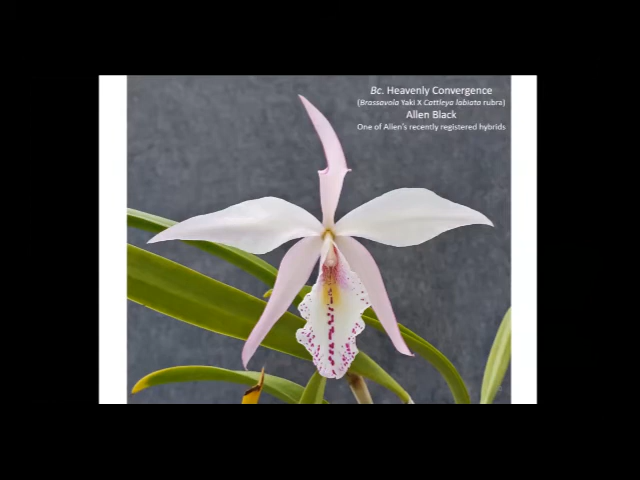 Bc. Heavenly Convergence
(Brassavola Yaki X Cattleya labiata rubra)
Allen Black
One of Allen's recently registered hybrids